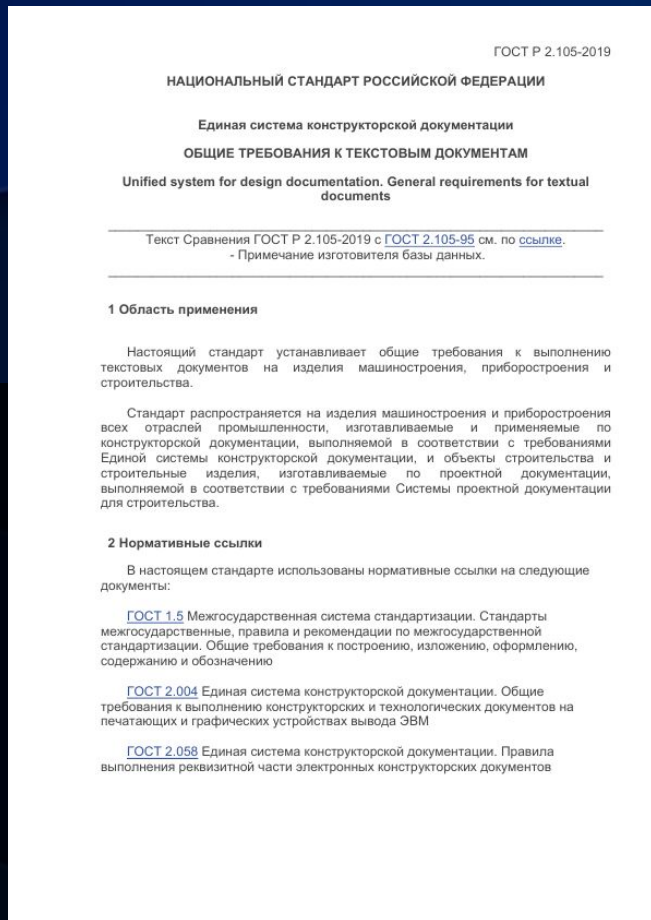 ГОСТ Р 2.105-2019
НАЦИОНАЛЬНЫЙ СТАНДАРТ РОССИЙСКОЙ ФЕДЕРАЦИИ
Единая система конструкторской документации
ОБЩИЕ ТРЕБОВАНИЯ К ТЕКСТОВЫМ ДОКУМЕНТАМ
Unified system for design documentation. General requirements for textual
documents
Текст Сравнения ГОСТ Р 2.105-2019 с ГОСТ 2.105-95 см. по ссылке.
- Примечание изготовителя базы данных.
1 Область применения
Настоящий стандарт устанавливает общие требования к выполнению
текстовых документов на изделия машиностроения, приборостроения и
строительства.
Стандарт распространяется на изделия машиностроения и приборостроения
всех отраслей промышленности, изготавливаемые и применяемые по
конструкторской документации, выполняемой в соответствии с требованиями
Единой системы конструкторской документации, и объекты строительства и
строительные изделия, изготавливаемые по проектной документации,
выполняемой в соответствии с требованиями Системы проектной документации
для строительства.
2 Нормативные ссылки
В настоящем стандарте использованы нормативные ссылки на следующие
документы:
ГОСТ 1.5 Межгосударственная система стандартизации. Стандарты
межгосударственные, правила и рекомендации по межгосударственной
стандартизации. Общие требования к построению, изложению, оформлению,
содержанию и обозначению
ГОСТ 2.004 Единая система конструкторской документации. Общие
требования к выполнению конструкторских и технологических документов на
печатающих и графических устройствах вывода ЭВМ
ГОСТ 2.058 Единая система конструкторской документации. Правила
выполнения реквизитной части электронных конструкторских документов